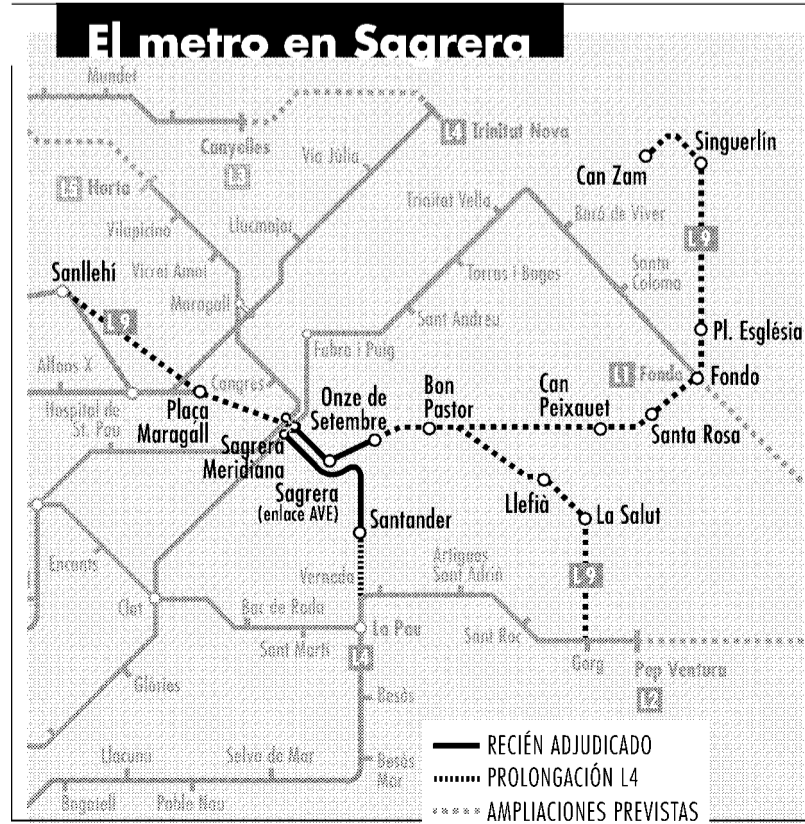 El metro en Sagrera
Mundet
Canyelles
L3
L4 Trinitat Nova
Via Júlia
Singuerlín
Can Zam
L5 Horta
Vilapicina
Llucmajor
Trinitat Vella
Baró de Viver
L9
Virrei Amat
Santa
Coloma
Sanllehí
Maragall
Torras i Bages
L9
Sant Andreu
Pl. Església
Fabra i Puig
Alfons X
Congrés
L1 Fondo
Fondo
Hospital de
St. Pau
Plaça
Maragáll
Onze de
Setembre
Bon
Pastor
Can
Peixauet
Santa Rosa
Sagrera
Meridiana
Sagrera
(enlace AVE)
Santander
Llefià
La Salut
Encants
Verneda
Artigues
Sant Adrià
L9
Clot
Bac de Roda
La Pau
Sant Roc
Sant Martí
Gorg
Pep Ventura
L4
L2
Glòries
Besòs
Llacuna
Selva de Mar
Besòs
Mar
Bogatell
Poble Nou
RECIÉN ADJUDICADO
PROLONGACIÓN L4
AMPLIACIONES PREVISTAS